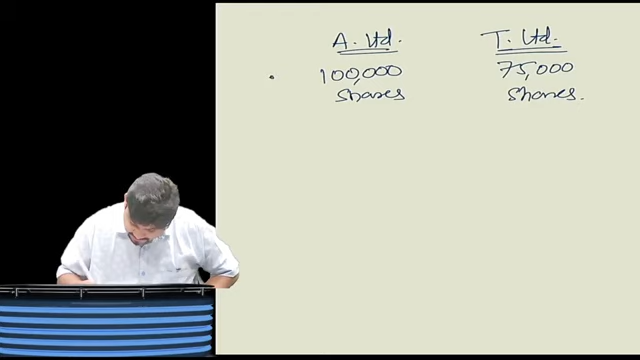 A. Ltd. T. Ltd.
100,000 75,000
Shares Shares.